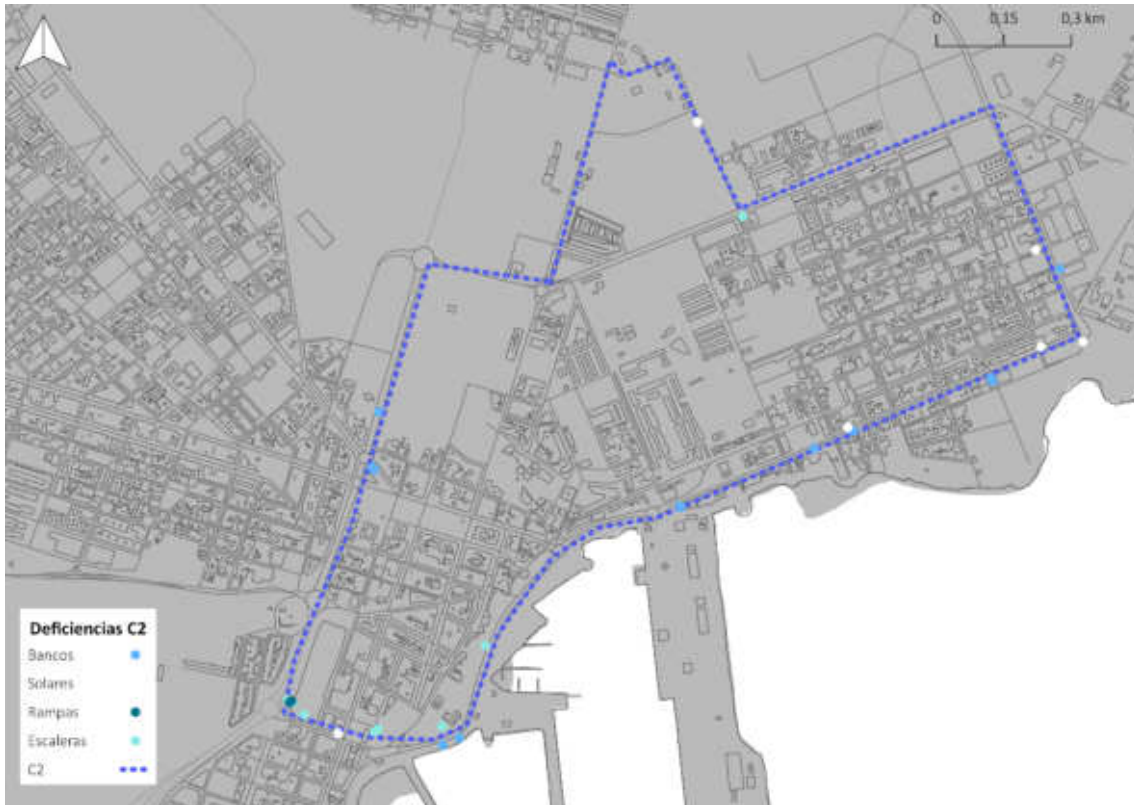 0 0,15 0,3 km
Deficiencias C2
Bancos
Solares
Rampas
Escaleras
C2